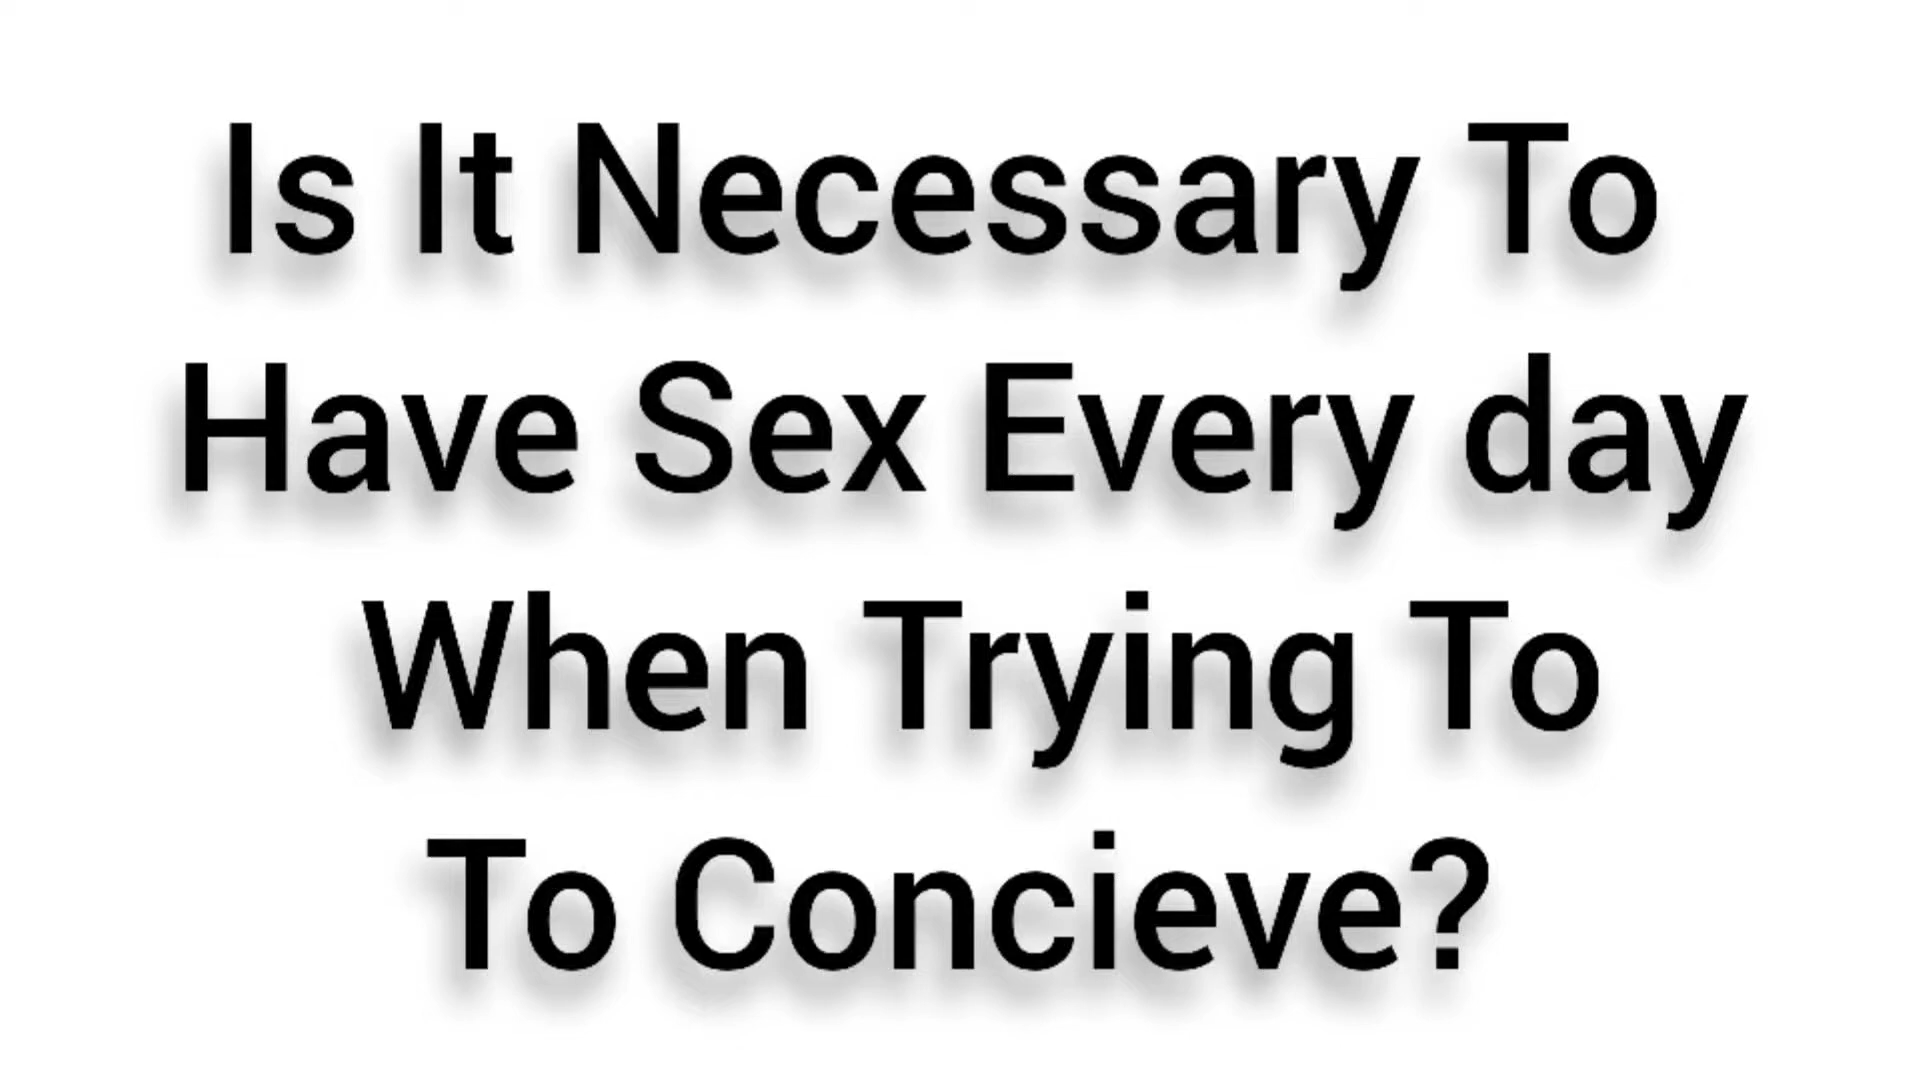 Is It Necessary To
Have Sex Every day
When Trying To
To Concieve?